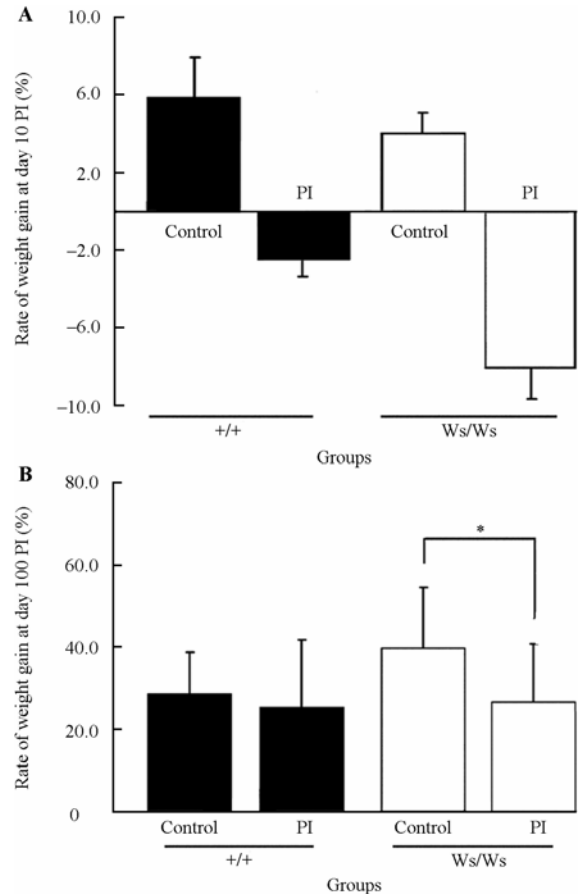 A
Rate of weight gain at day 10 PI (%)
10.0
6.0
2.0
−2.0
−6.0
−10.0
PI
PI
Control
Control
+/+
Ws/Ws
Groups
B
Rate of weight gain at day 100 PI (%)
80.0
60.0
40.0
20.0
0
*
Control
PI
Control
PI
+/+
Ws/Ws
Groups